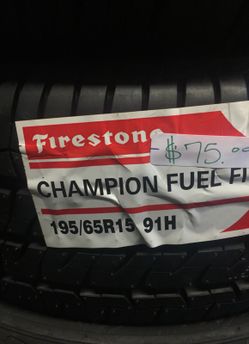 Firestone
$75.00
CHAMPION FUEL FI
195/65R15 91H